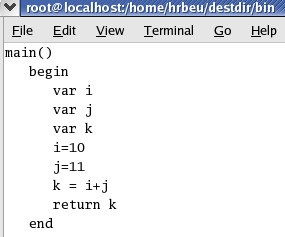 root@localhost:/home/hrbeu/destdir/bin
File Edit View Terminal Go Help
main()
begin
var i
var j
var k
i=10
j=11
k = i+j
return k
end